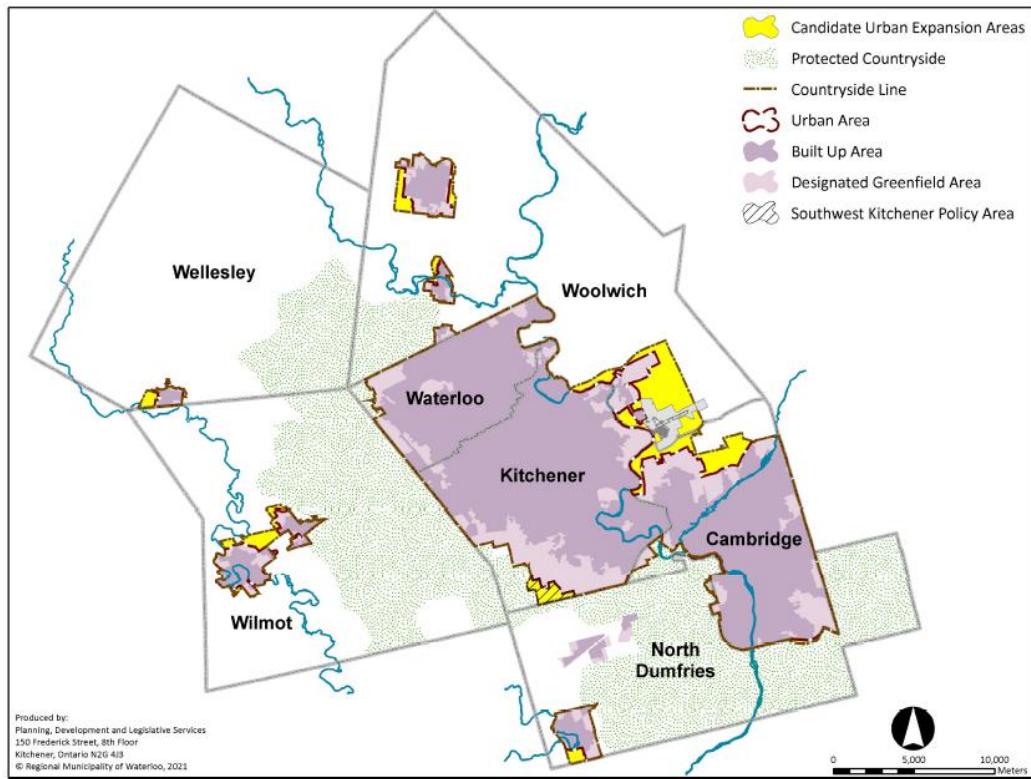 Candidate Urban Expansion Areas
Protected Countryside
Countryside Line
Urban Area
Built Up Area
Designated Greenfield Area
Southwest Kitchener Policy Area
Wellesley
Woolwich
Waterloo
Kitchener
Cambridge
Wilmot
North
Dumfries
Produced by:
Planning, Development and Legislative Services
150 Frederick Street, 8th Floor
Kitchener, Ontario N2G 4J3
© Regional Municipality of Waterloo, 2021
0 5,000 10,000
Meters